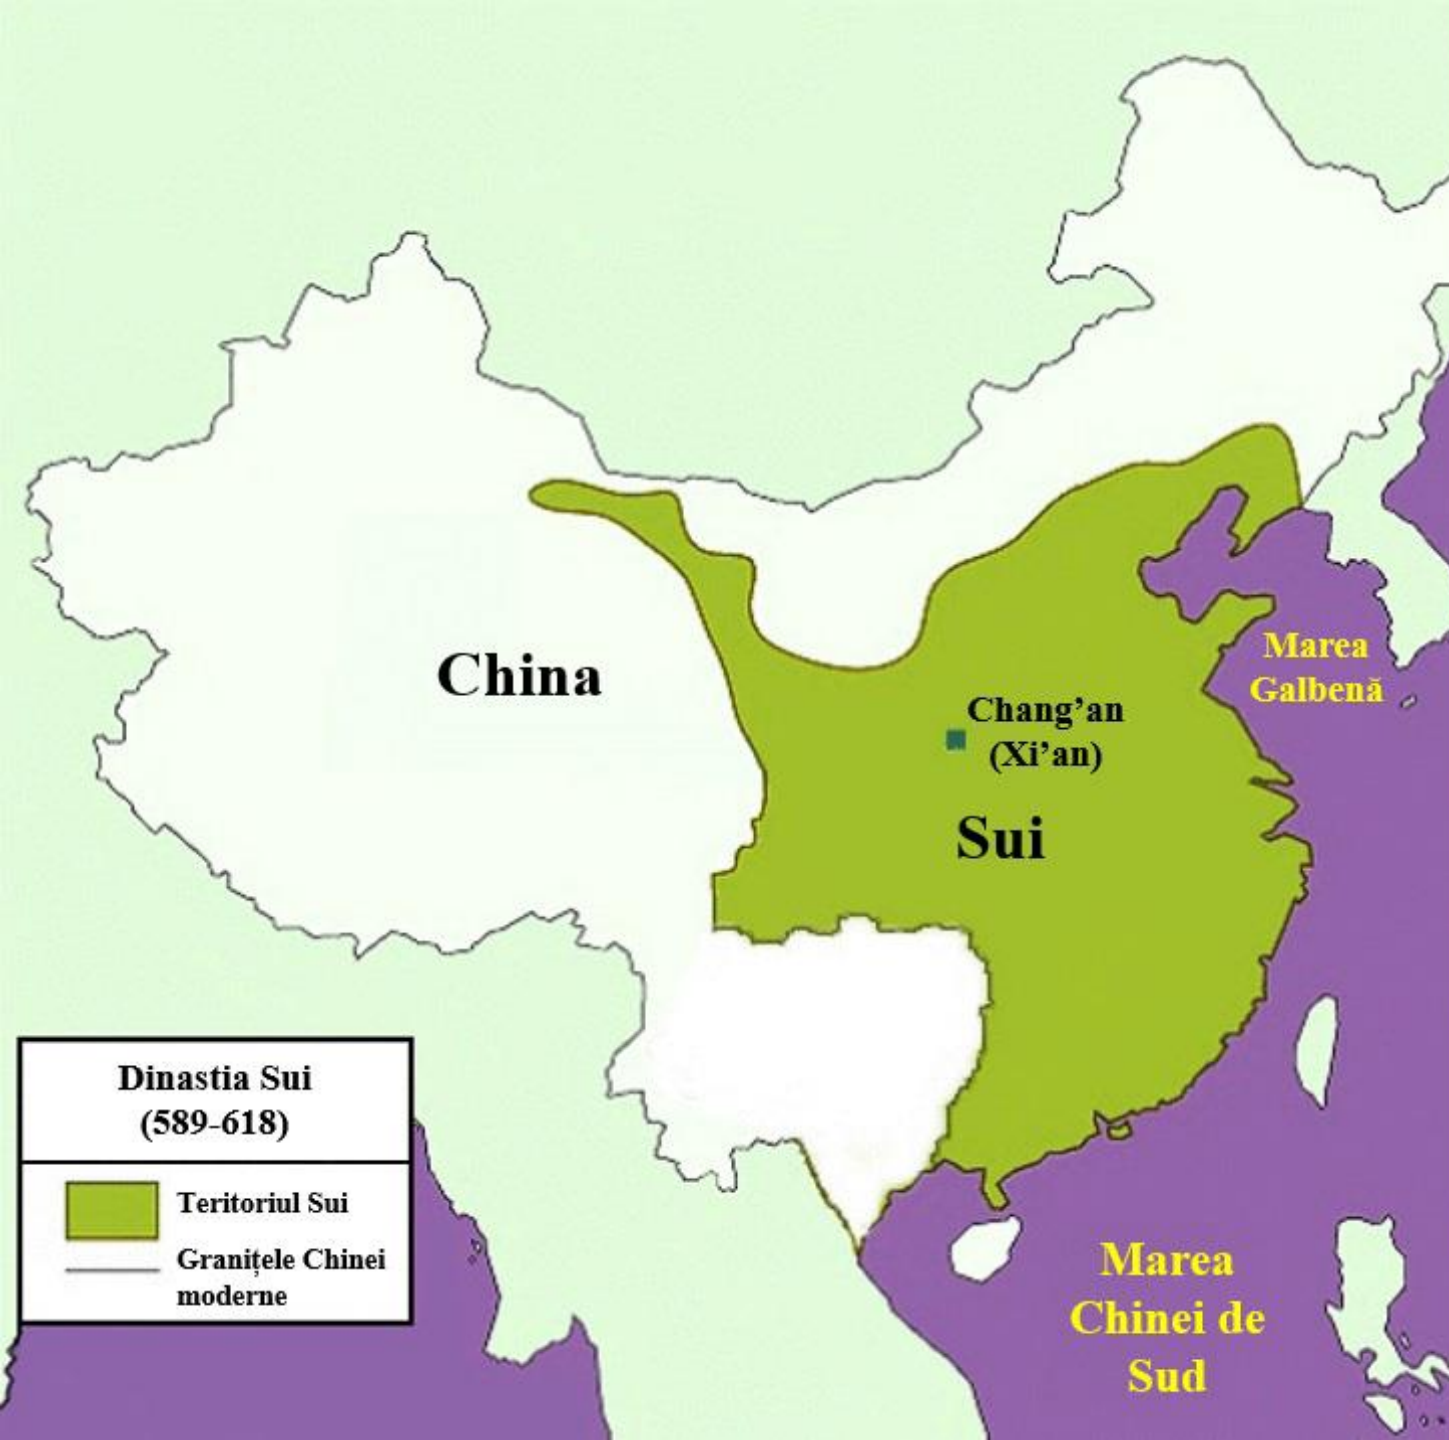 China
Marea
Galbenă
Chang’an
(Xi’an)
Sui
Dinastia Sui
(589-618)
Teritoriul Sui
Granițele Chinei
moderne
Marea
Chinei de
Sud